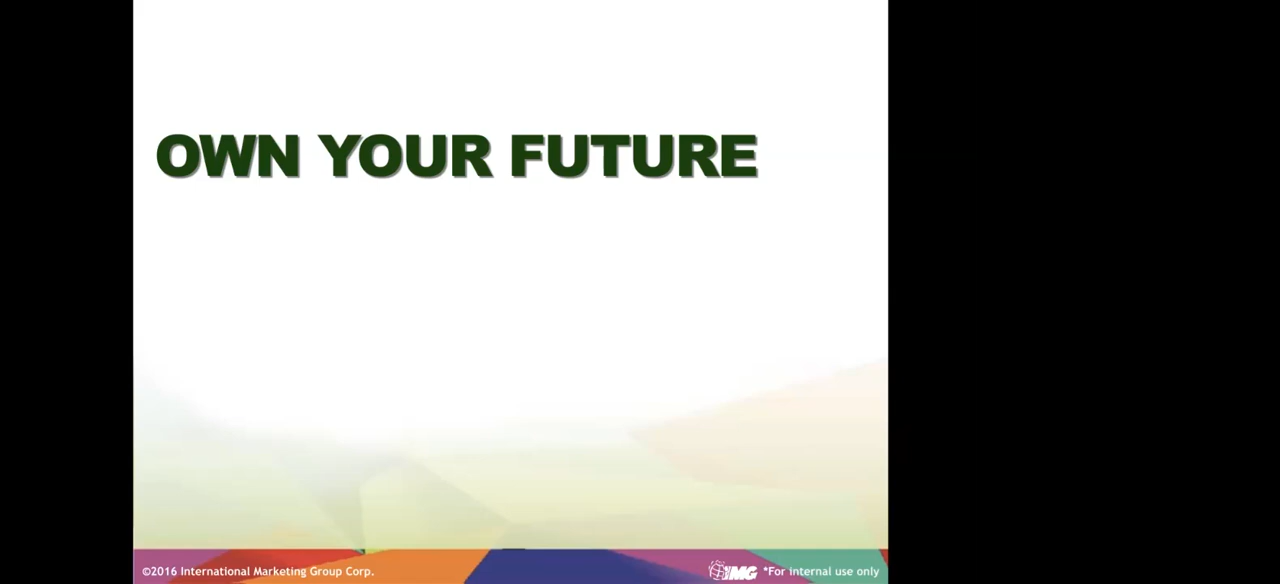 OWN YOUR FUTURE
©2016 International Marketing Group Corp.
IMG *For internal use only